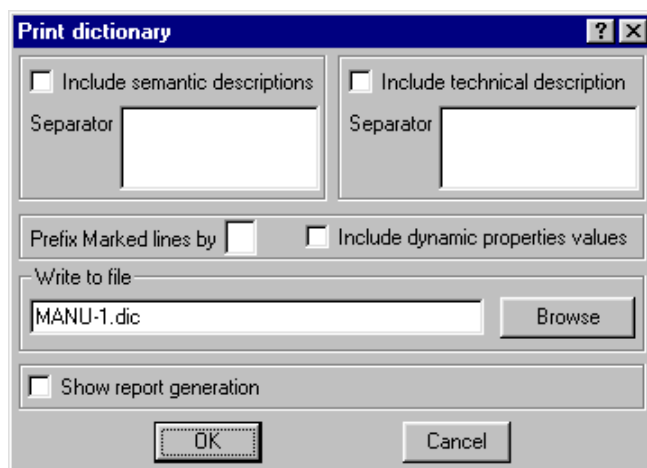 Print dictionary
Include semantic descriptions
Include technical description
Separator
Separator
Prefix Marked lines by
Include dynamic properties values
Write to file
MANU-1.dic
Browse
Show report generation
OK
Cancel